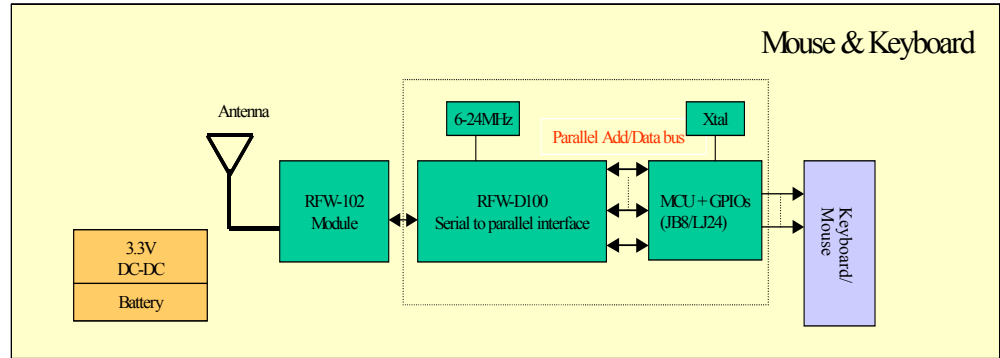 Mouse & Keyboard
Antenna
6-24MHz
Parallel Add/Data bus
Xtal
RFW-102
Module
RFW-D100
Serial to parallel interface
MCU + GPIOs
(JB8/LJ24)
Keyboard/
Mouse
3.3V
DC-DC
Battery